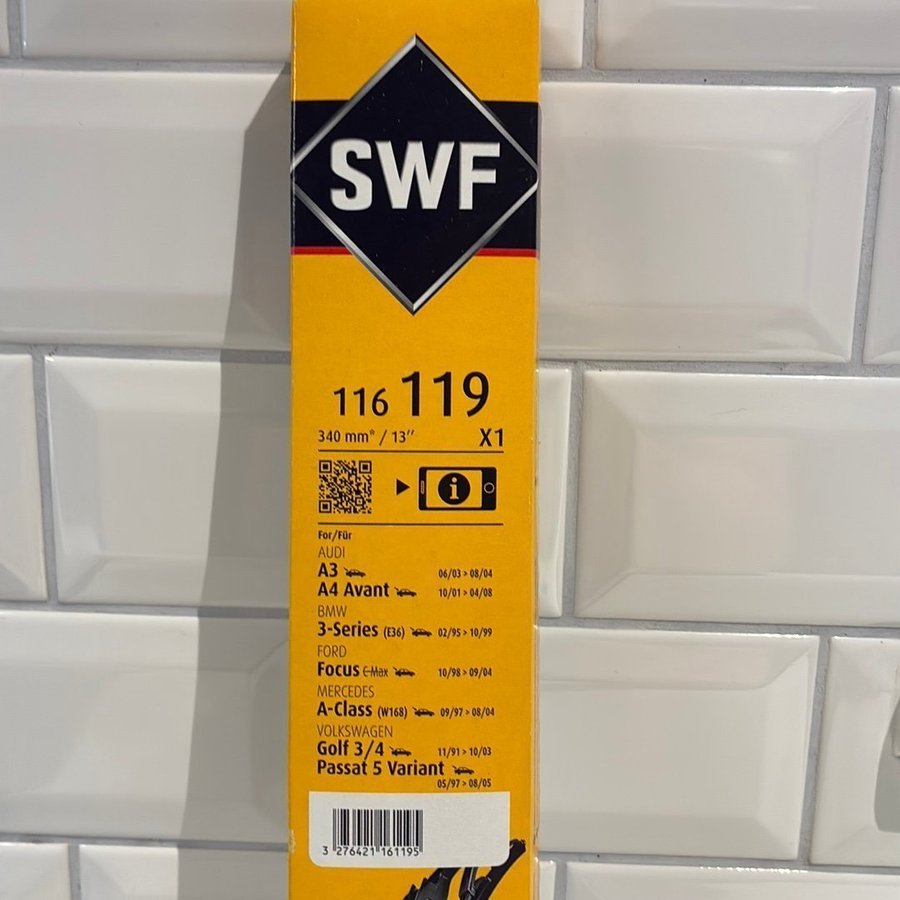 SWF
116 119
340 mm* / 13″ X1
For/Für
AUDI
A3 06/03 > 08/04
A4 Avant 10/01 > 04/08
BMW
3-Series (E36) 02/95 > 10/99
FORD
Focus C-Max 10/98 > 09/04
MERCEDES
A-Class (W168) 09/97 > 08/04
VOLKSWAGEN
Golf 3/4 11/91 > 10/03
Passat 5 Variant
05/97 > 08/05
3 276421 161195